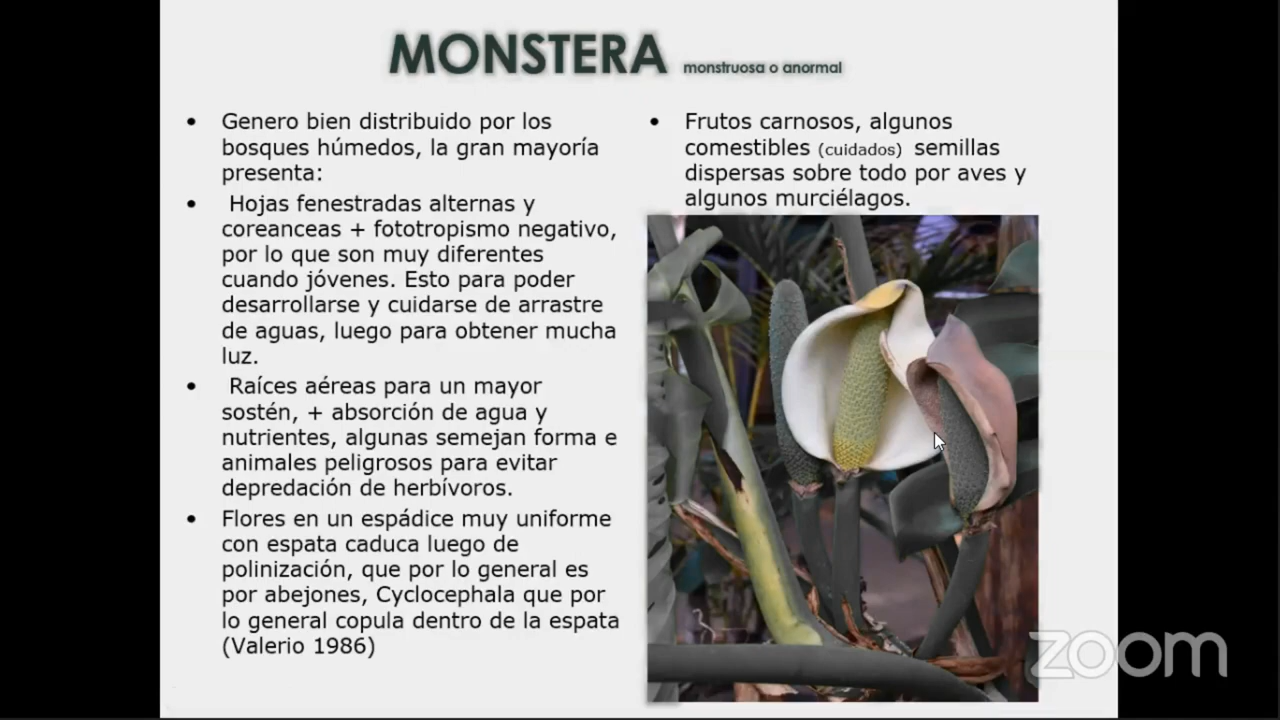 MONSTERA monstruosa o anormal
• Genero bien distribuido por los
bosques húmedos, la gran mayoría
presenta:
• Hojas fenestradas alternas y
coreanceas + fototropismo negativo,
por lo que son muy diferentes
cuando jóvenes. Esto para poder
desarrollarse y cuidarse de arrastre
de aguas, luego para obtener mucha
luz.
• Raíces aéreas para un mayor
sostén, + absorción de agua y
nutrientes, algunas semejan forma e
animales peligrosos para evitar
depredación de herbívoros.
• Flores en un espádice muy uniforme
con espata caduca luego de
polinización, que por lo general es
por abejones, Cyclocephala que por
lo general copula dentro de la espata
(Valerio 1986)
• Frutos carnosos, algunos
comestibles (cuidados) semillas
dispersas sobre todo por aves y
algunos murciélagos.
zoom